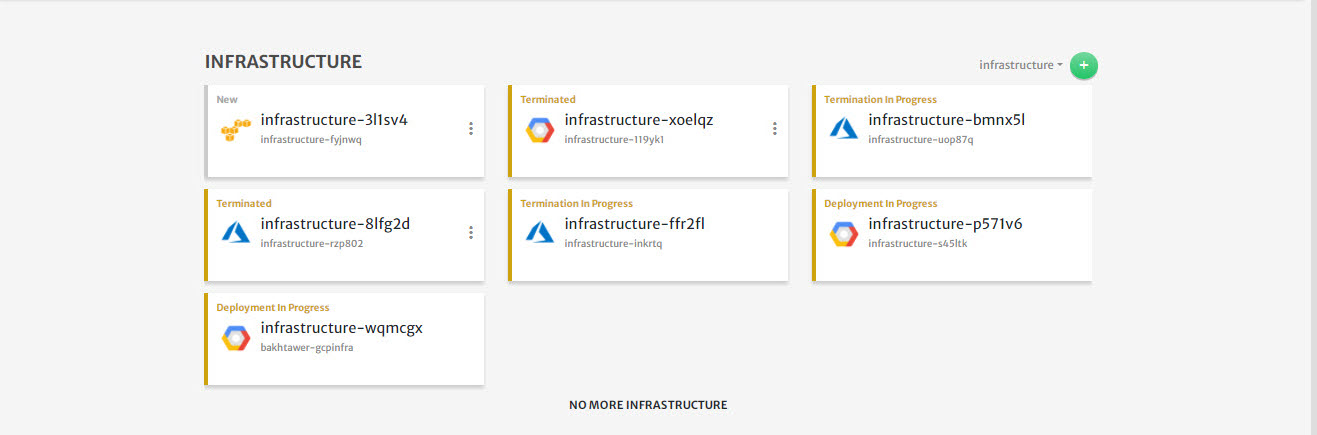 INFRASTRUCTURE
infrastructure
+
New
infrastructure-3l1sv4
infrastructure-fyjnwq
Terminated
infrastructure-xoelqz
infrastructure-119yk1
Termination In Progress
infrastructure-bmnx5l
infrastructure-uop87q
Terminated
infrastructure-8lfg2d
infrastructure-rzp802
Termination In Progress
infrastructure-ffr2fl
infrastructure-inkrtq
Deployment In Progress
infrastructure-p571v6
infrastructure-s45ltk
Deployment In Progress
infrastructure-wqmcgx
bakhtawer-gcpinfra
NO MORE INFRASTRUCTURE